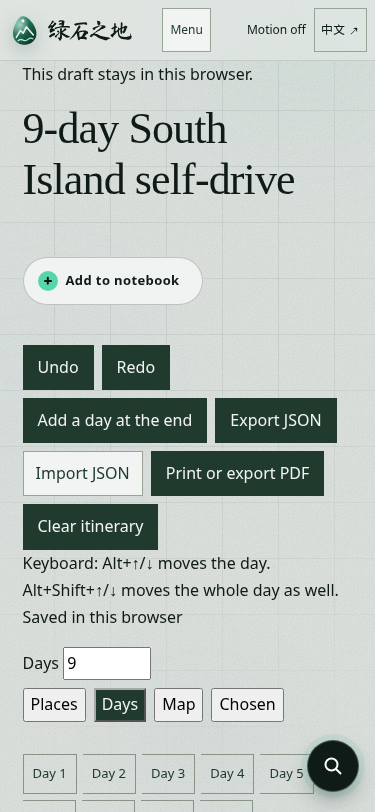 绿石之地
Menu
Motion off
中文 ↗
This draft stays in this browser.
9-day South
Island self-drive
+ Add to notebook
Undo
Redo
Add a day at the end
Export JSON
Import JSON
Print or export PDF
Clear itinerary
Keyboard: Alt+↑/↓ moves the day.
Alt+Shift+↑/↓ moves the whole day as well.
Saved in this browser
Days 9
Places
Days
Map
Chosen
Day 1
Day 2
Day 3
Day 4
Day 5